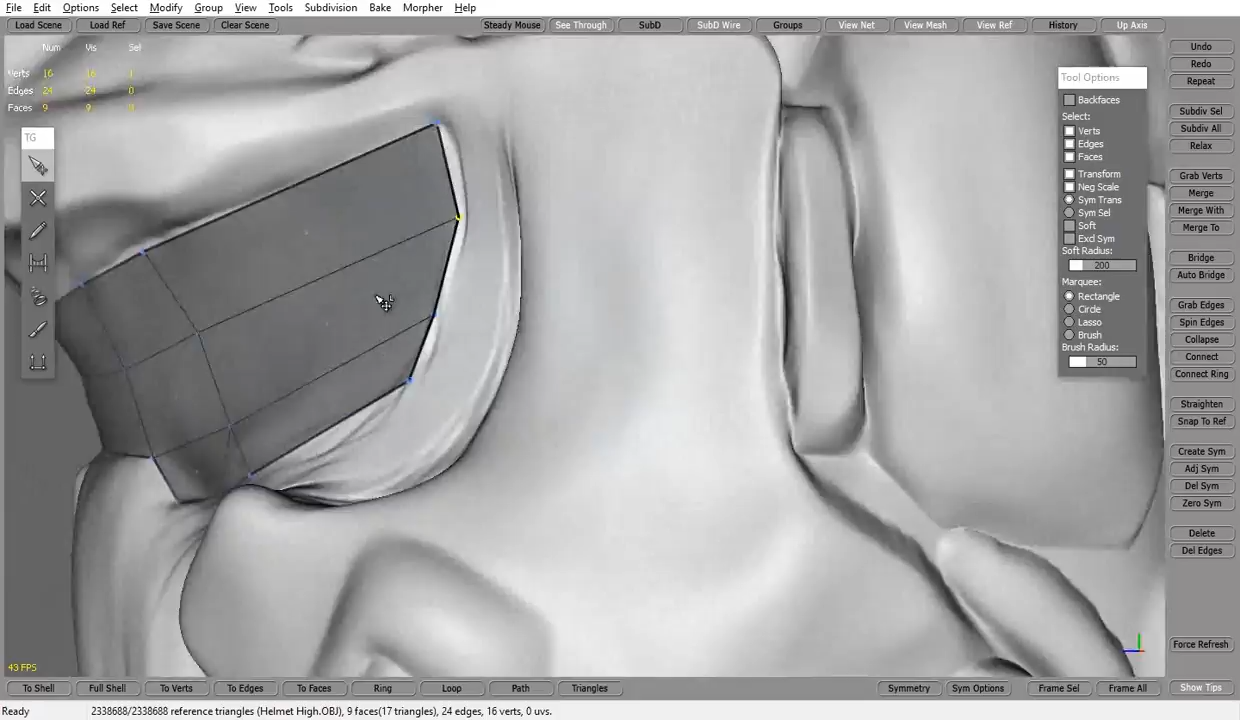 File Edit Options Select Modify Group View Tools Subdivision Bake Morpher Help
Load Scene Load Ref Save Scene Clear Scene Steady Mouse See Through SubD SubD Wire Groups View Net View Mesh View Ref History Up Axis
Num Vis Sel
Verts 16 16 1
Edges 24 24 0
Faces 9 9 0
TG
Tool Options
Backfaces
Select:
Verts
Edges
Faces
Transform
Neg Scale
Sym Trans
Sym Sel
Soft
Excl Sym
Soft Radius:
200
Marquee:
Rectangle
Circle
Lasso
Brush
Brush Radius:
50
Undo
Redo
Repeat
Subdiv Sel
Subdiv All
Relax
Grab Verts
Merge
Merge With
Merge To
Bridge
Auto Bridge
Grab Edges
Spin Edges
Collapse
Connect
Connect Ring
Straighten
Snap To Ref
Create Sym
Adj Sym
Del Sym
Zero Sym
Delete
Del Edges
Force Refresh
43 FPS
To Shell Full Shell To Verts To Edges To Faces Ring Loop Path Triangles Symmetry Sym Options Frame Sel Frame All Show Tips
Ready 2338688/2338688 reference triangles (Helmet High.OBJ), 9 faces(17 triangles), 24 edges, 16 verts, 0 uvs.